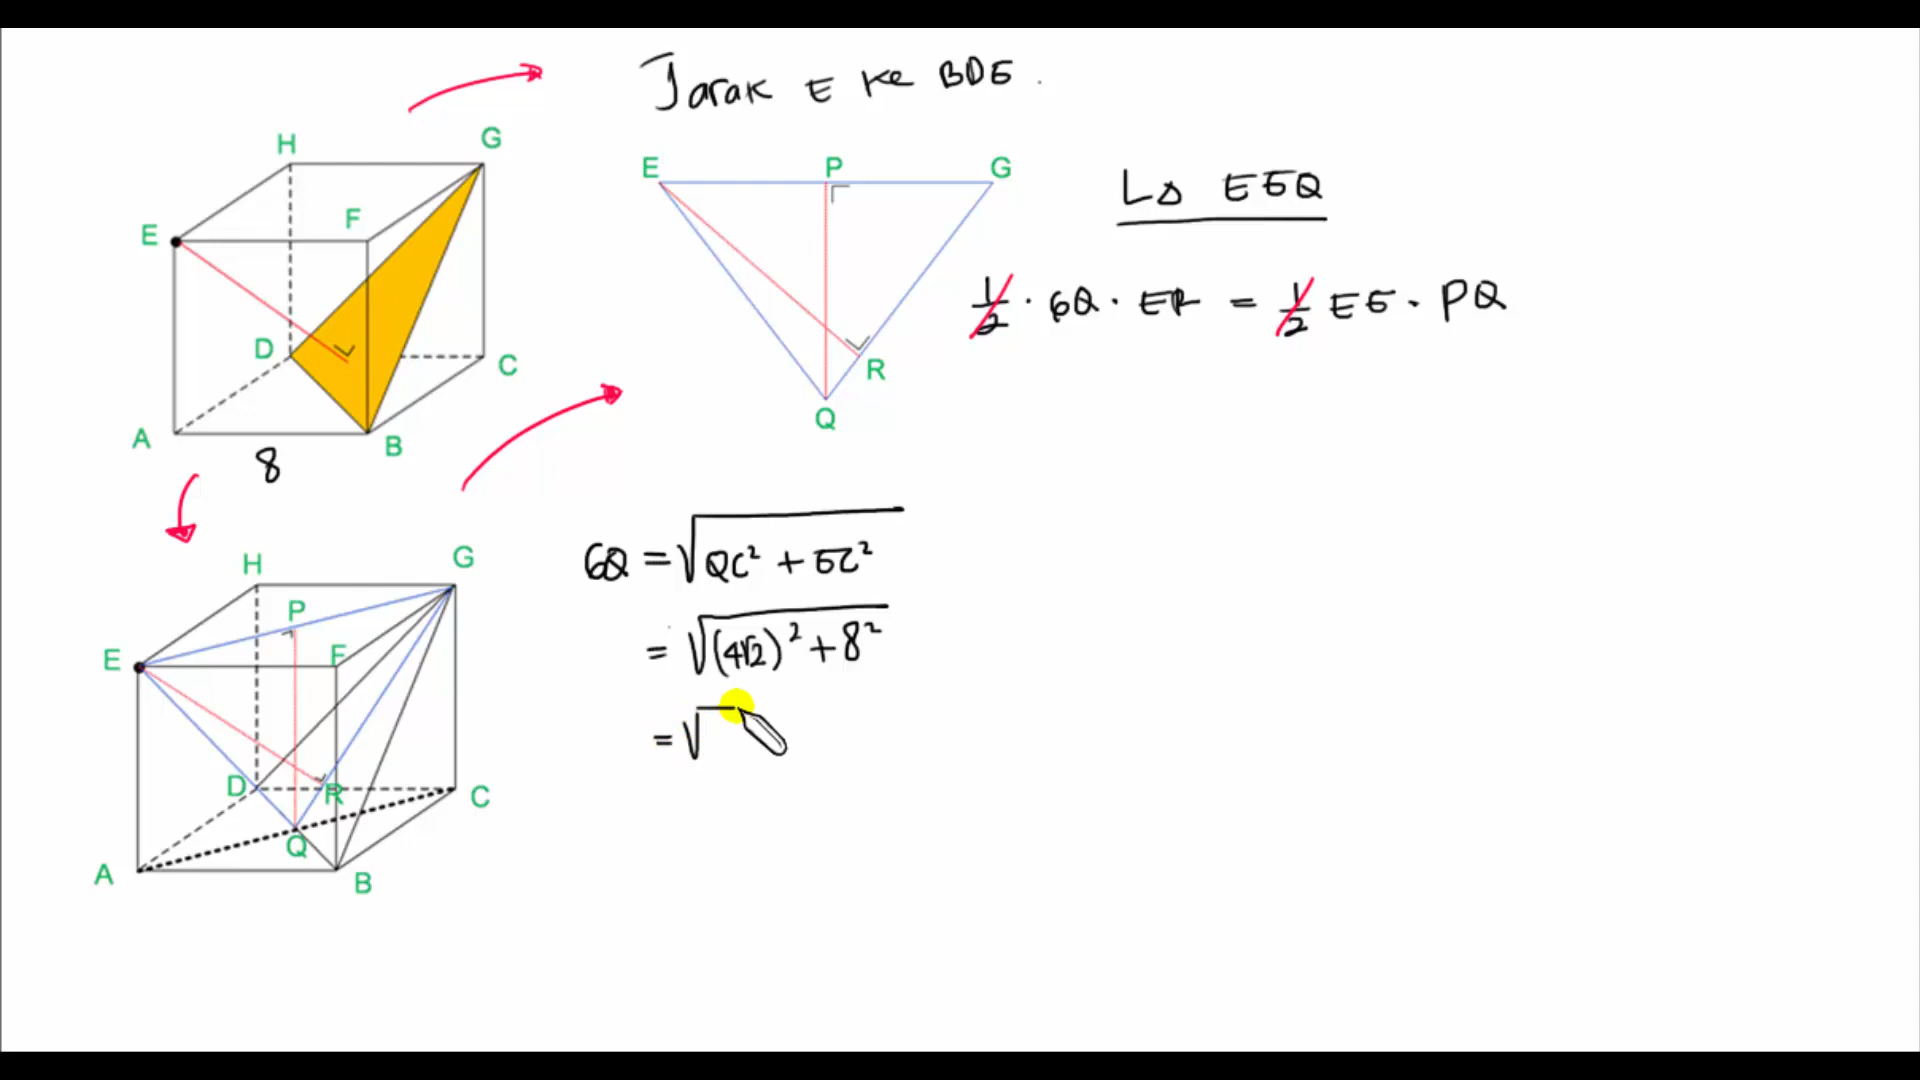 Jarak E ke BDG
H
G
E
F
D
C
A
B
8
E
P
G
R
Q
L△ EGQ
1/2 · GQ · ER = 1/2 EG · PQ
H
G
P
E
F
D
R
C
Q
A
B
GQ = √(QC² + GC²)
= √((4√2)² + 8²)
= √